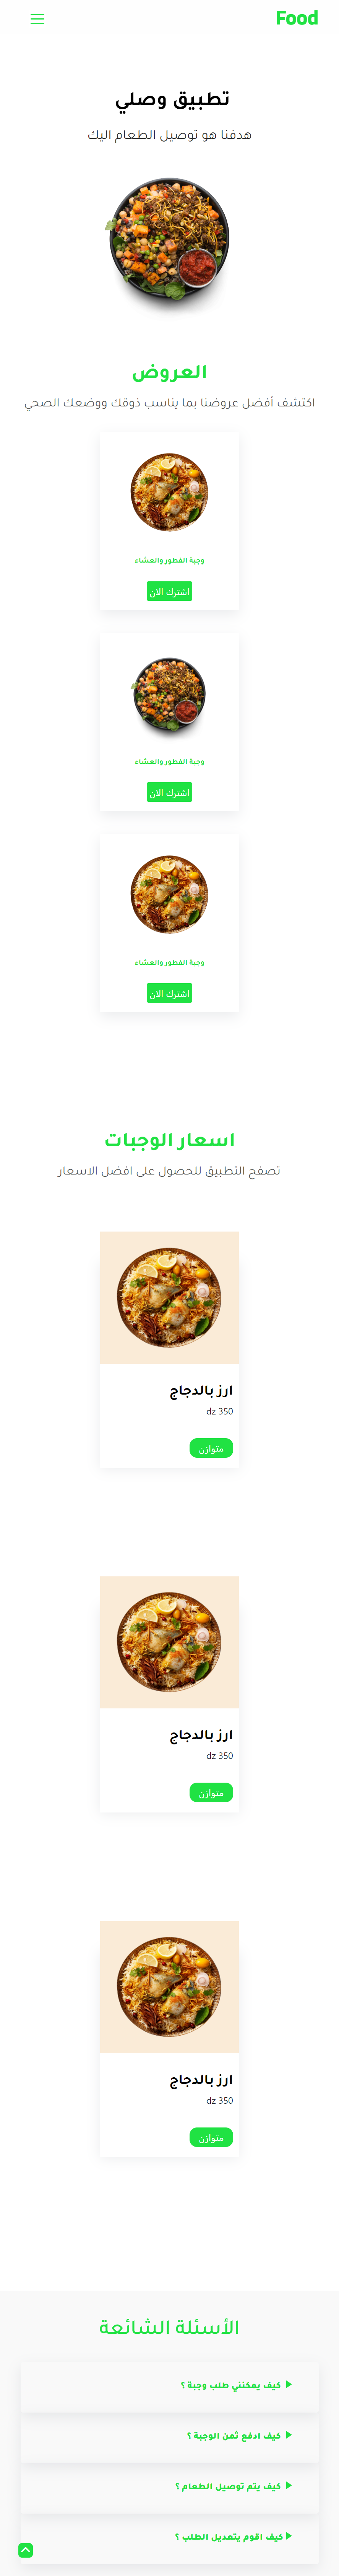 Food
تطبيق وصلي
هدفنا هو توصيل الطعام اليك
العروض
اكتشف أفضل عروضنا بما يناسب ذوقك ووضعك الصحي
وجبة الفطور والعشاء
اشترك الان
وجبة الفطور والعشاء
اشترك الان
وجبة الفطور والعشاء
اشترك الان
اسعار الوجبات
تصفح التطبيق للحصول على افضل الاسعار
ارز بالدجاج
350 dz
متوازن
ارز بالدجاج
350 dz
متوازن
ارز بالدجاج
350 dz
متوازن
الأسئلة الشائعة
كيف يمكنني طلب وجبة ؟
كيف ادفع ثمن الوجبة ؟
كيف يتم توصيل الطعام ؟
كيف اقوم يتعديل الطلب ؟